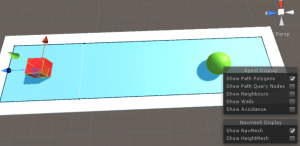 Persp
Agent Display
Show Path Polygons
Show Path Query Nodes
Show Neighbours
Show Walls
Show Avoidance
Navmesh Display
Show NavMesh
Show HeightMesh